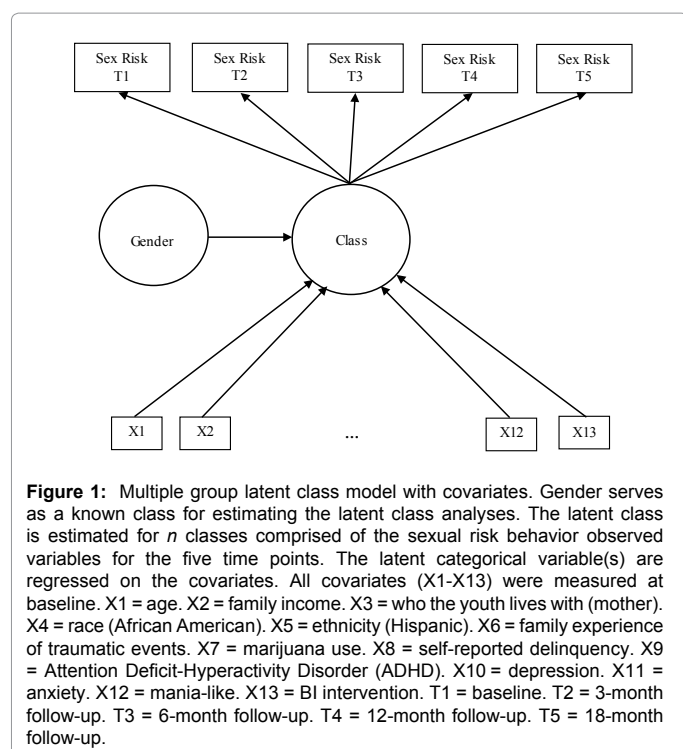 Sex Risk Sex Risk Sex Risk Sex Risk Sex Risk
T1 T2 T3 T4 T5
Gender Class
X1 X2 ... X12 X13
Figure 1: Multiple group latent class model with covariates. Gender serves
as a known class for estimating the latent class analyses. The latent class
is estimated for n classes comprised of the sexual risk behavior observed
variables for the five time points. The latent categorical variable(s) are
regressed on the covariates. All covariates (X1-X13) were measured at
baseline. X1 = age. X2 = family income. X3 = who the youth lives with (mother).
X4 = race (African American). X5 = ethnicity (Hispanic). X6 = family experience
of traumatic events. X7 = marijuana use. X8 = self-reported delinquency. X9
= Attention Deficit-Hyperactivity Disorder (ADHD). X10 = depression. X11 =
anxiety. X12 = mania-like. X13 = BI intervention. T1 = baseline. T2 = 3-month
follow-up. T3 = 6-month follow-up. T4 = 12-month follow-up. T5 = 18-month
follow-up.